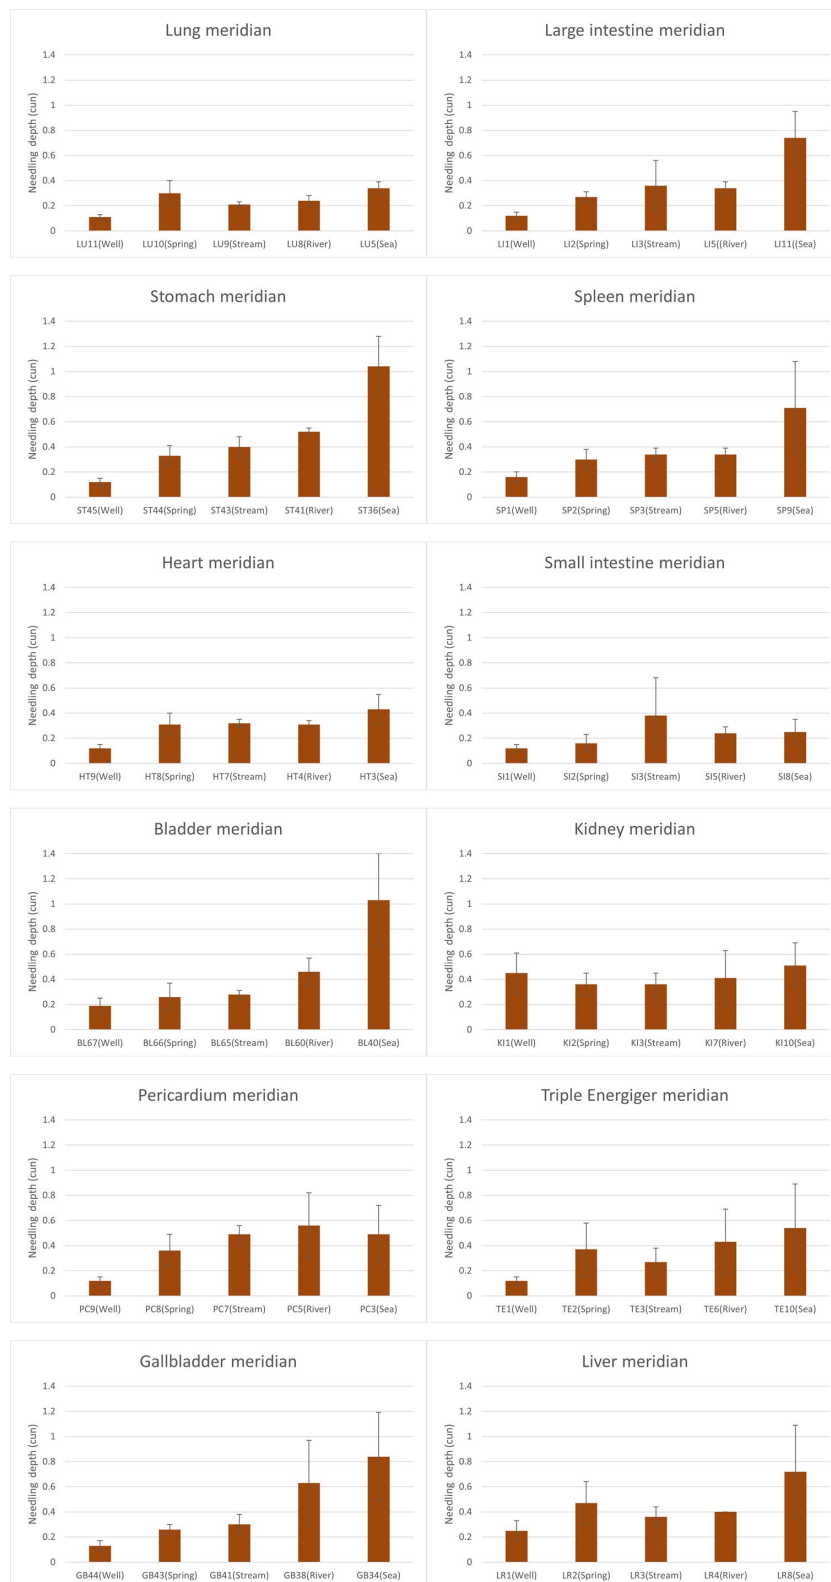 Lung meridian
Needling depth (cun)
1.4
1.2
1
0.8
0.6
0.4
0.2
0
LU11(Well) LU10(Spring) LU9(Stream) LU8(River) LU5(Sea)
Large intestine meridian
Needling depth (cun)
1.4
1.2
1
0.8
0.6
0.4
0.2
0
LI1(Well) LI2(Spring) LI3(Stream) LI5((River) LI11((Sea)
Stomach meridian
Needling depth (cun)
1.4
1.2
1
0.8
0.6
0.4
0.2
0
ST45(Well) ST44(Spring) ST43(Stream) ST41(River) ST36(Sea)
Spleen meridian
Needling depth (cun)
1.4
1.2
1
0.8
0.6
0.4
0.2
0
SP1(Well) SP2(Spring) SP3(Stream) SP5(River) SP9(Sea)
Heart meridian
Needling depth (cun)
1.4
1.2
1
0.8
0.6
0.4
0.2
0
HT9(Well) HT8(Spring) HT7(Stream) HT4(River) HT3(Sea)
Small intestine meridian
Needling depth (cun)
1.4
1.2
1
0.8
0.6
0.4
0.2
0
SI1(Well) SI2(Spring) SI3(Stream) SI5(River) SI8(Sea)
Bladder meridian
Needling depth (cun)
1.4
1.2
1
0.8
0.6
0.4
0.2
0
BL67(Well) BL66(Spring) BL65(Stream) BL60(River) BL40(Sea)
Kidney meridian
Needling depth (cun)
1.4
1.2
1
0.8
0.6
0.4
0.2
0
KI1(Well) KI2(Spring) KI3(Stream) KI7(River) KI10(Sea)
Pericardium meridian
Needling depth (cun)
1.4
1.2
1
0.8
0.6
0.4
0.2
0
PC9(Well) PC8(Spring) PC7(Stream) PC5(River) PC3(Sea)
Triple Energiger meridian
Needling depth (cun)
1.4
1.2
1
0.8
0.6
0.4
0.2
0
TE1(Well) TE2(Spring) TE3(Stream) TE6(River) TE10(Sea)
Gallbladder meridian
Needling depth (cun)
1.4
1.2
1
0.8
0.6
0.4
0.2
0
GB44(Well) GB43(Spring) GB41(Stream) GB38(River) GB34(Sea)
Liver meridian
Needling depth (cun)
1.4
1.2
1
0.8
0.6
0.4
0.2
0
LR1(Well) LR2(Spring) LR3(Stream) LR4(River) LR8(Sea)